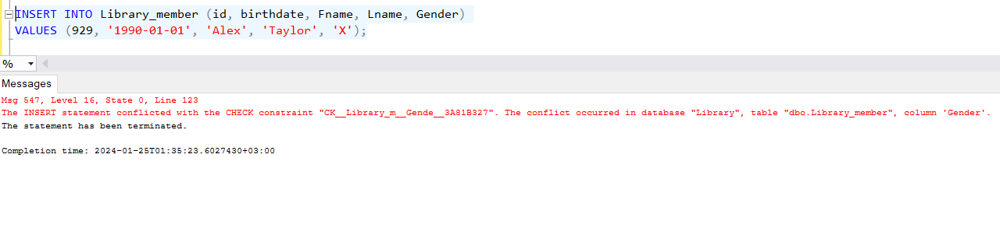 INSERT INTO Library_member (id, birthdate, Fname, Lname, Gender)
VALUES (929, '1990-01-01', 'Alex', 'Taylor', 'X');
%
Messages
Msg 547, Level 16, State 0, Line 123
The INSERT statement conflicted with the CHECK constraint "CK__Library_m__Gende__3A81B327". The conflict occurred in database "Library", table "dbo.Library_member", column 'Gender'.
The statement has been terminated.
Completion time: 2024-01-25T01:35:23.6027430+03:00